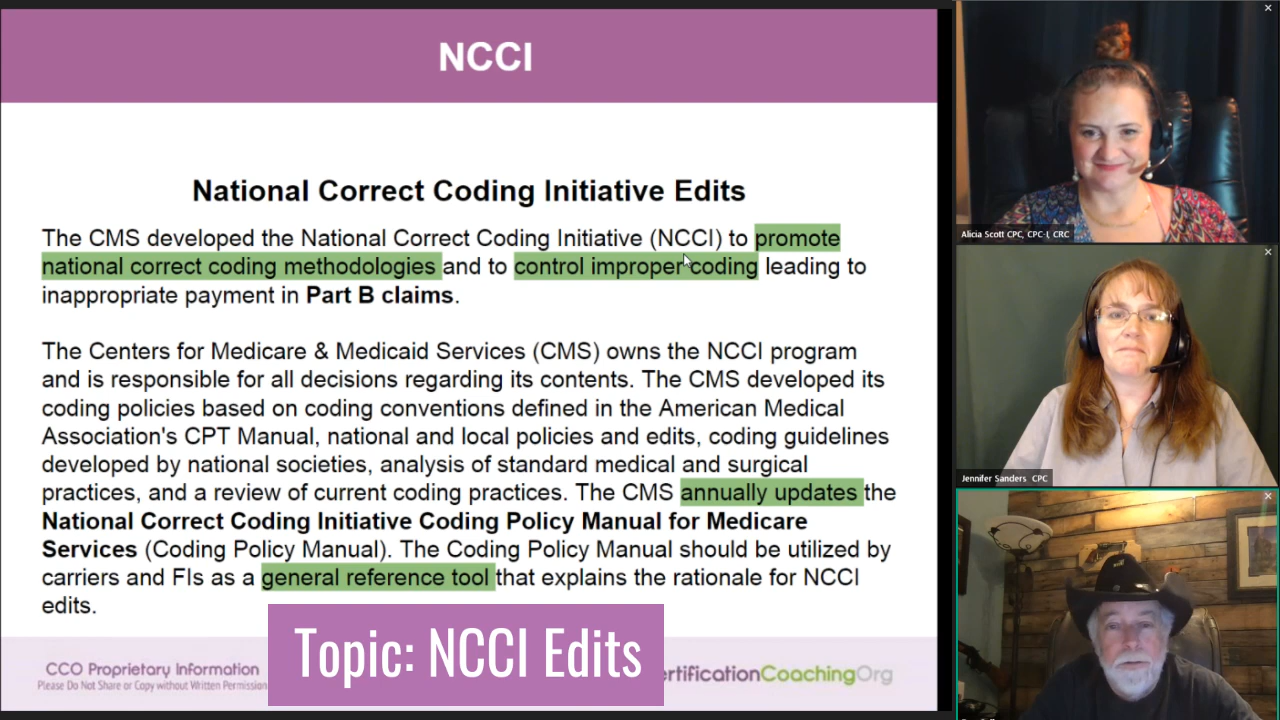 NCCI
National Correct Coding Initiative Edits
The CMS developed the National Correct Coding Initiative (NCCI) to promote
national correct coding methodologies and to control improper coding leading to
inappropriate payment in Part B claims.
The Centers for Medicare & Medicaid Services (CMS) owns the NCCI program
and is responsible for all decisions regarding its contents. The CMS developed its
coding policies based on coding conventions defined in the American Medical
Association's CPT Manual, national and local policies and edits, coding guidelines
developed by national societies, analysis of standard medical and surgical
practices, and a review of current coding practices. The CMS annually updates the
National Correct Coding Initiative Coding Policy Manual for Medicare
Services (Coding Policy Manual). The Coding Policy Manual should be utilized by
carriers and FIs as a general reference tool that explains the rationale for NCCI
edits.
Topic: NCCI Edits
CCO Proprietary Information
Please Do Not Share or Copy without Written Permission
ertificationCoachingOrg
Alicia Scott CPC, CPC-I, CRC
Jennifer Sanders CPC